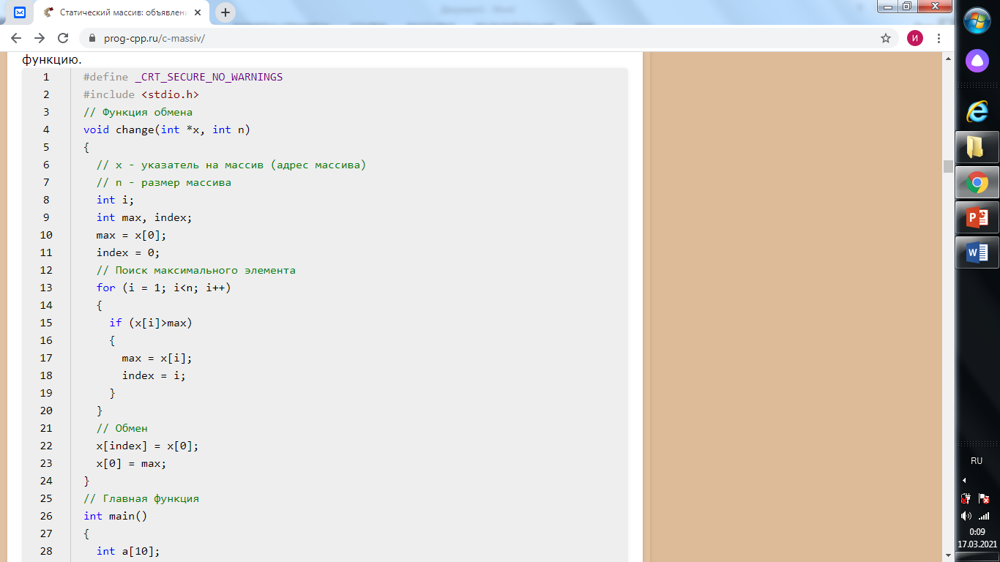 Статический массив: объявлен
prog-cpp.ru/c-massiv/
И
функцию.
1 #define _CRT_SECURE_NO_WARNINGS
2 #include <stdio.h>
3 // Функция обмена
4 void change(int *x, int n)
5 {
6 // x - указатель на массив (адрес массива)
7 // n - размер массива
8 int i;
9 int max, index;
10 max = x[0];
11 index = 0;
12 // Поиск максимального элемента
13 for (i = 1; i<n; i++)
14 {
15 if (x[i]>max)
16 {
17 max = x[i];
18 index = i;
19 }
20 }
21 // Обмен
22 x[index] = x[0];
23 x[0] = max;
24 }
25 // Главная функция
26 int main()
27 {
28 int a[10];
RU
0:09
17.03.2021